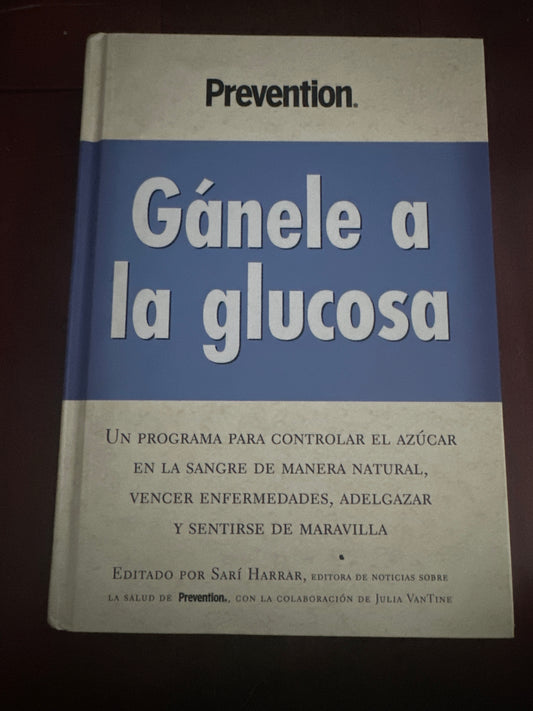 Prevention®
Gánele a
la glucosa
Un programa para controlar el azúcar
en la sangre de manera natural,
vencer enfermedades, adelgazar
y sentirse de maravilla
Editado por Sarí Harrar, editora de noticias sobre
la salud de Prevention®, con la colaboración de Julia VanTine